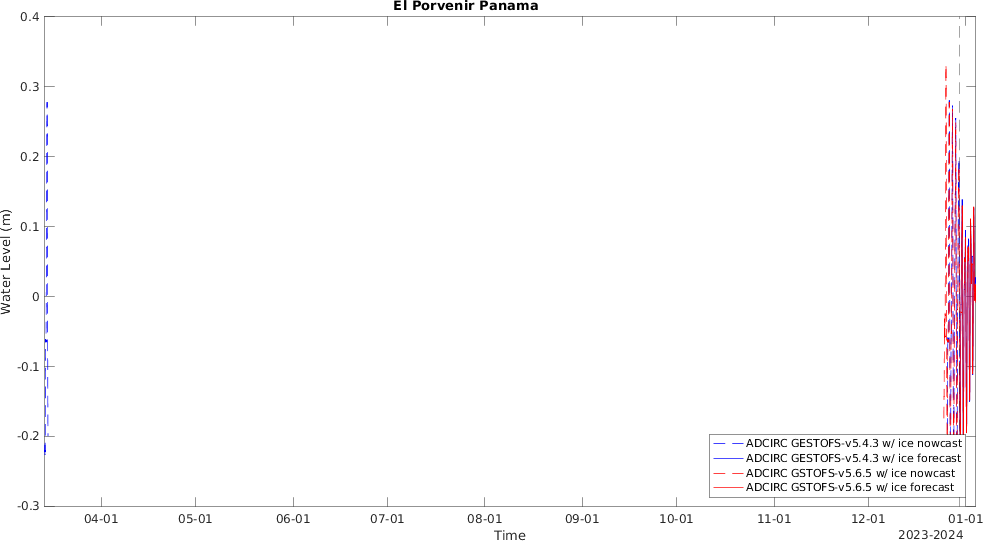 El Porvenir Panama
0.4
0.3
0.2
0.1
0
-0.1
-0.2
-0.3
Water Level (m)
ADCIRC GESTOFS-v5.4.3 w/ ice nowcast
ADCIRC GESTOFS-v5.4.3 w/ ice forecast
ADCIRC GSTOFS-v5.6.5 w/ ice nowcast
ADCIRC GSTOFS-v5.6.5 w/ ice forecast
04-01 05-01 06-01 07-01 08-01 09-01 10-01 11-01 12-01 01-01
Time
2023-2024